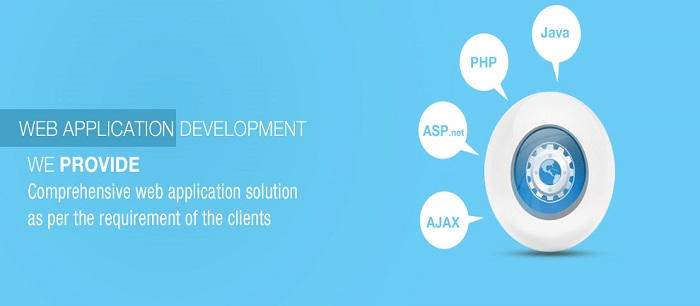 WEB APPLICATION DEVELOPMENT
WE PROVIDE
Comprehensive web application solution
as per the requirement of the clients
Java
PHP
ASP.net
AJAX